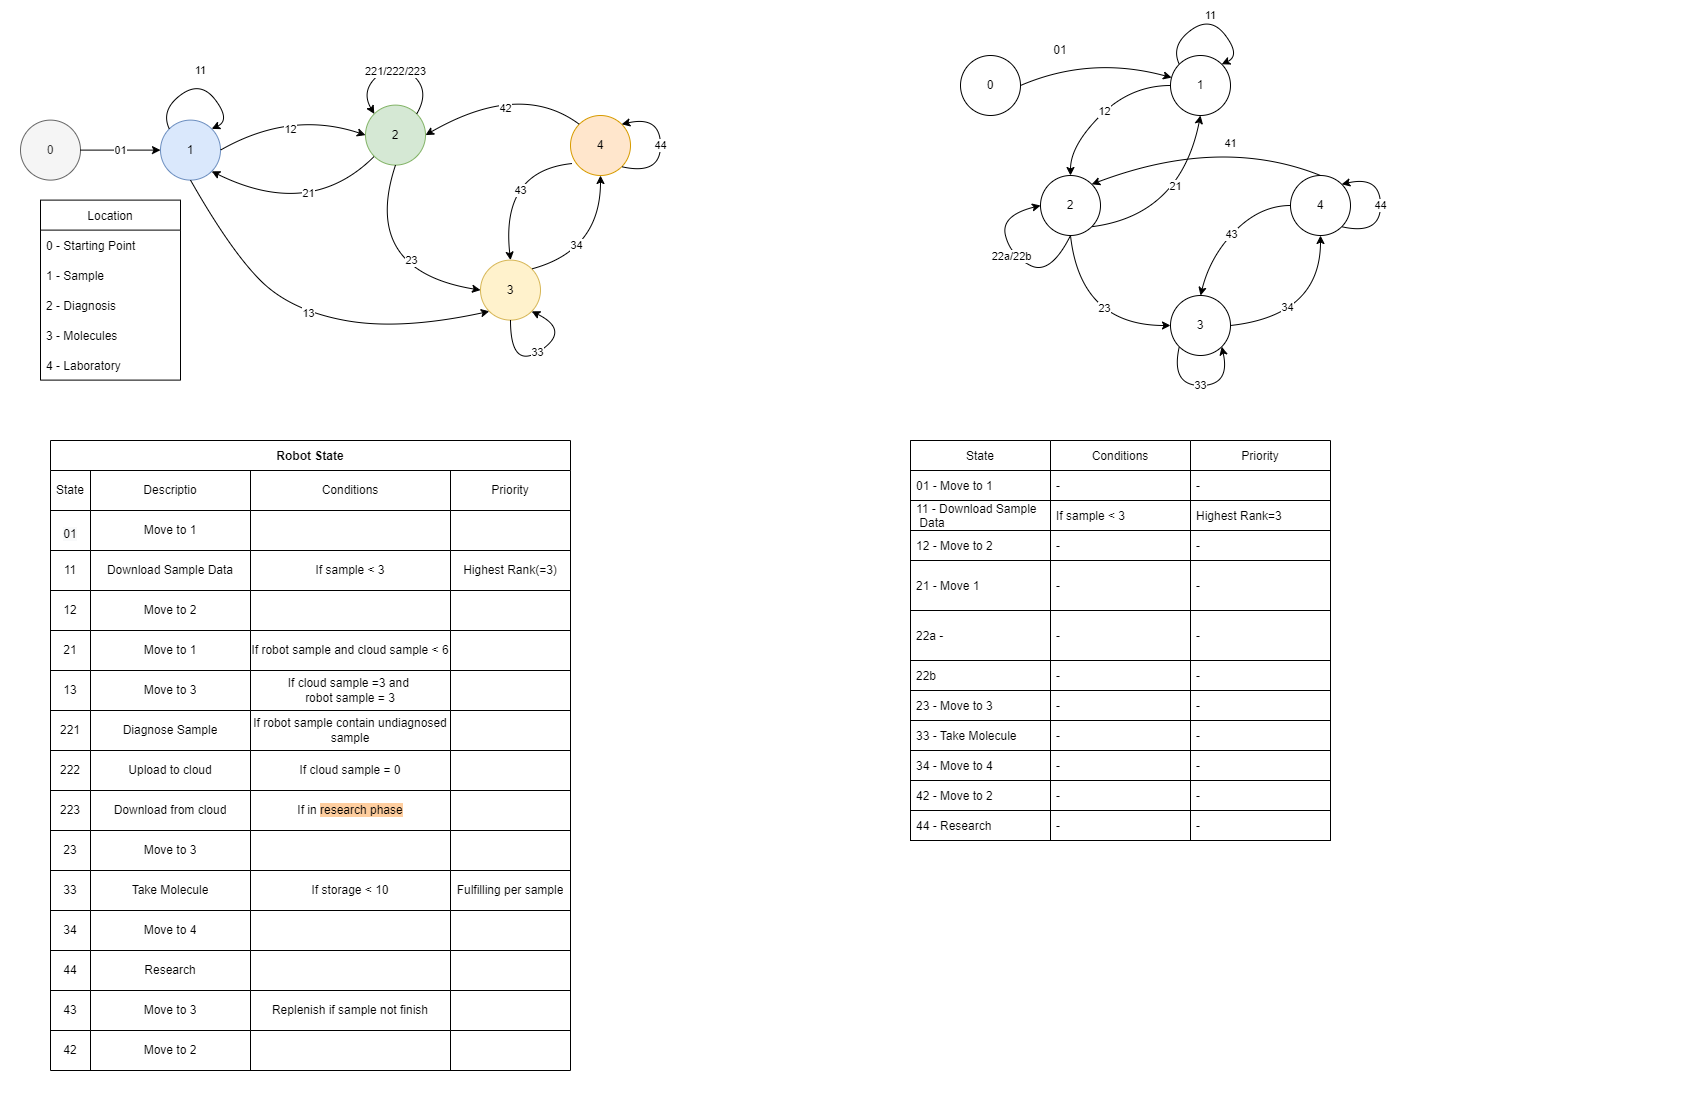 11
221/222/223
42
12
0
01
1
2
4
44
21
43
23
34
3
13
33
Location
0 - Starting Point
1 - Sample
2 - Diagnosis
3 - Molecules
4 - Laboratory
11
01
0
1
12
41
21
2
4
44
43
22a/22b
23
34
3
33
Robot State
State Descriptio Conditions Priority
01 Move to 1
11 Download Sample Data If sample < 3 Highest Rank(=3)
12 Move to 2
21 Move to 1 If robot sample and cloud sample < 6
13 Move to 3 If cloud sample =3 and
robot sample = 3
221 Diagnose Sample If robot sample contain undiagnosed
sample
222 Upload to cloud If cloud sample = 0
223 Download from cloud If in research phase
23 Move to 3
33 Take Molecule If storage < 10 Fulfilling per sample
34 Move to 4
44 Research
43 Move to 3 Replenish if sample not finish
42 Move to 2
State Conditions Priority
01 - Move to 1 - -
11 - Download Sample
Data If sample < 3 Highest Rank=3
12 - Move to 2 - -
21 - Move 1 - -
22a - - -
22b - -
23 - Move to 3 - -
33 - Take Molecule - -
34 - Move to 4 - -
42 - Move to 2 - -
44 - Research - -